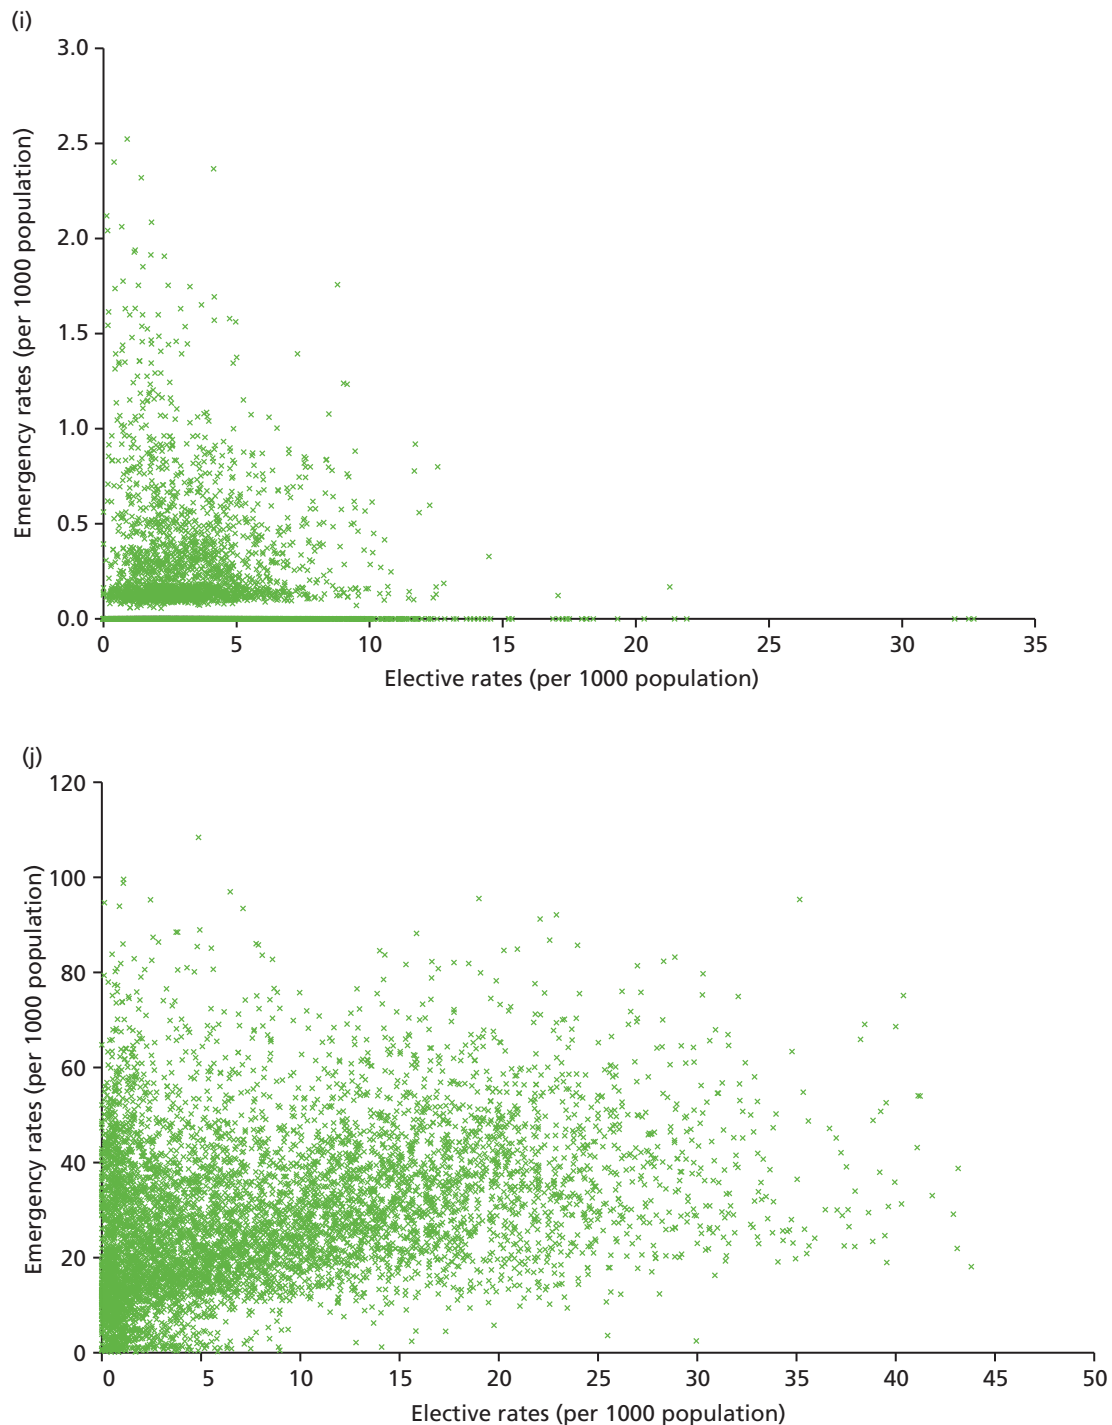 (i)
3.0
2.5
2.0
1.5
1.0
0.5
0.0
Emergency rates (per 1000 population)
0 5 10 15 20 25 30 35
Elective rates (per 1000 population)
(j)
120
100
80
60
40
20
0
Emergency rates (per 1000 population)
0 5 10 15 20 25 30 35 40 45 50
Elective rates (per 1000 population)